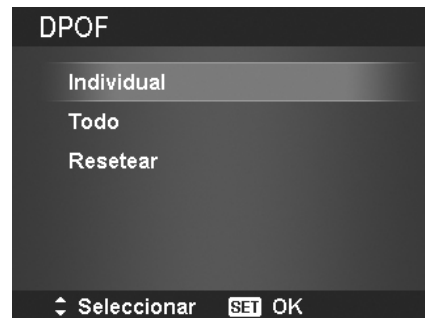 DPOF
Individual
Todo
Resetear
Seleccionar SET OK